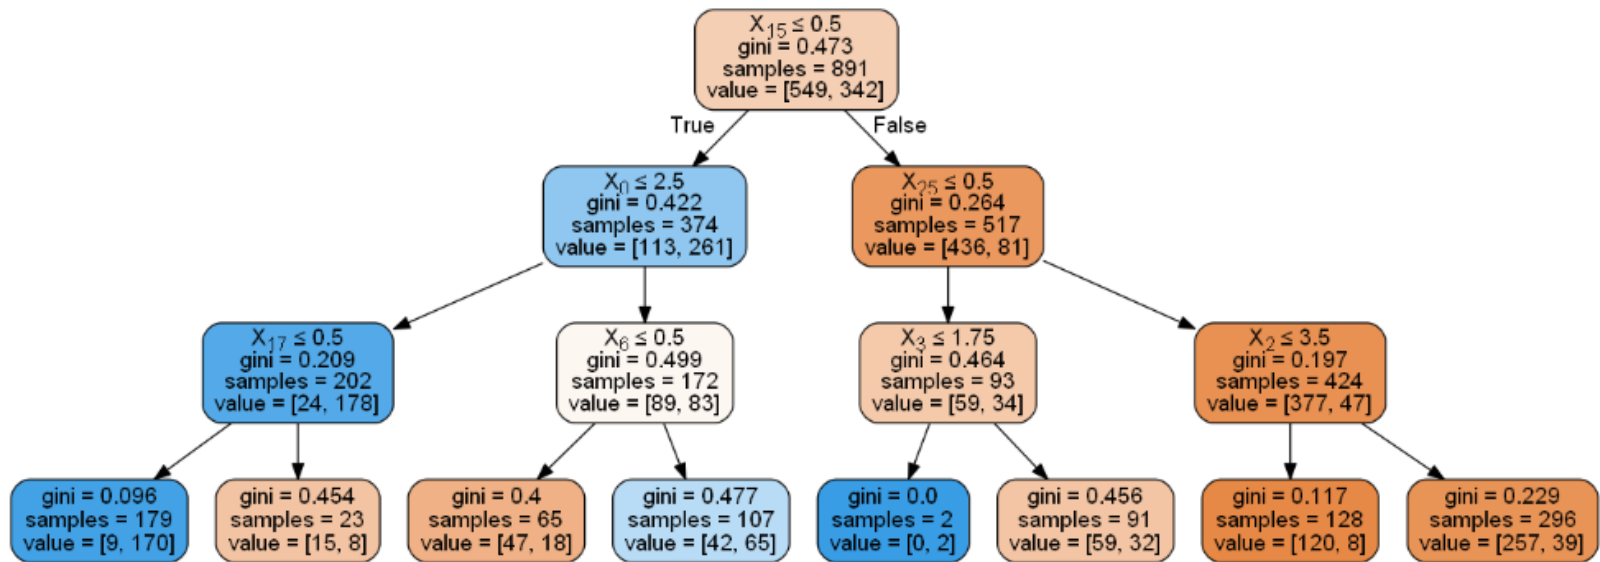 X₁₅ ≤ 0.5
gini = 0.473
samples = 891
value = [549, 342]
True
False
X₀ ≤ 2.5
gini = 0.422
samples = 374
value = [113, 261]
X₂₅ ≤ 0.5
gini = 0.264
samples = 517
value = [436, 81]
X₁₇ ≤ 0.5
gini = 0.209
samples = 202
value = [24, 178]
X₆ ≤ 0.5
gini = 0.499
samples = 172
value = [89, 83]
X₃ ≤ 1.75
gini = 0.464
samples = 93
value = [59, 34]
X₂ ≤ 3.5
gini = 0.197
samples = 424
value = [377, 47]
gini = 0.096
samples = 179
value = [9, 170]
gini = 0.454
samples = 23
value = [15, 8]
gini = 0.4
samples = 65
value = [47, 18]
gini = 0.477
samples = 107
value = [42, 65]
gini = 0.0
samples = 2
value = [0, 2]
gini = 0.456
samples = 91
value = [59, 32]
gini = 0.117
samples = 128
value = [120, 8]
gini = 0.229
samples = 296
value = [257, 39]